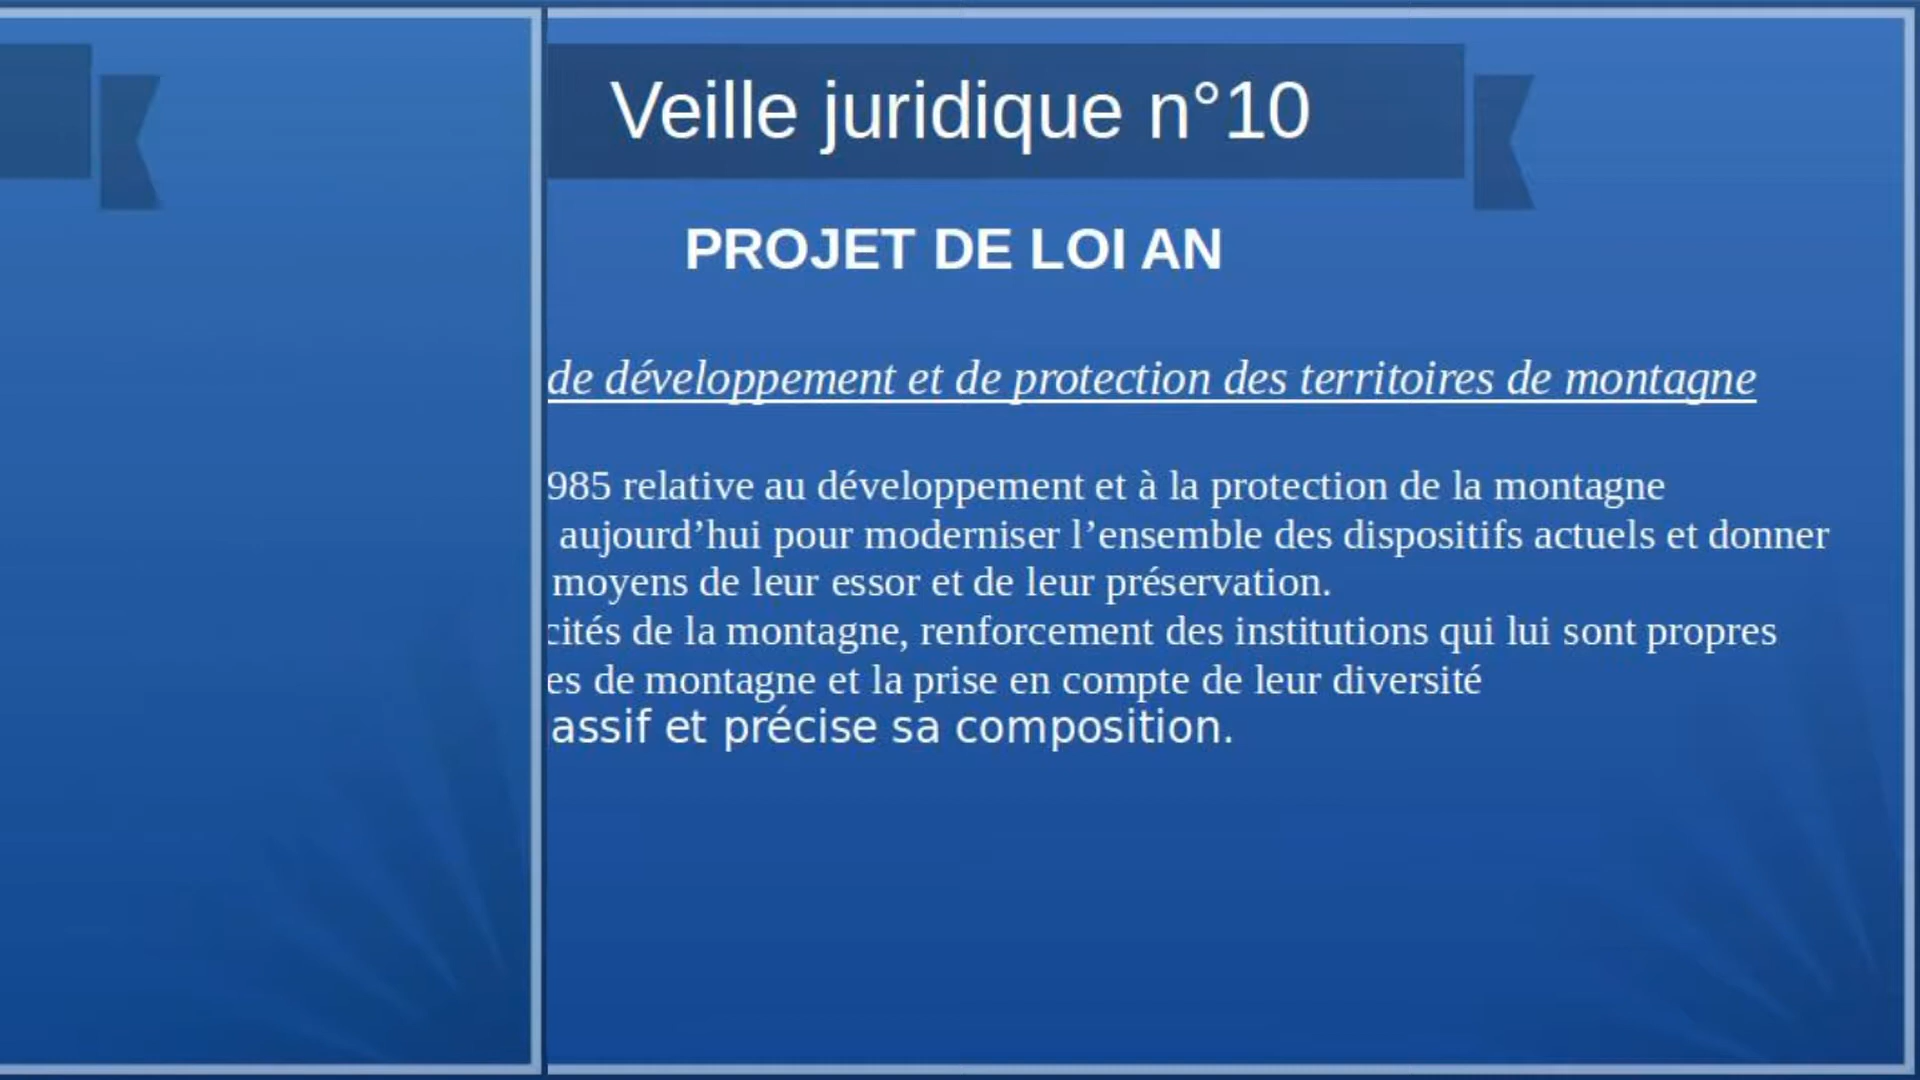 Veille juridique n°10
PROJET DE LOI AN
de développement et de protection des territoires de montagne
985 relative au développement et à la protection de la montagne
aujourd’hui pour moderniser l’ensemble des dispositifs actuels et donner
moyens de leur essor et de leur préservation.
cités de la montagne, renforcement des institutions qui lui sont propres
es de montagne et la prise en compte de leur diversité
assif et précise sa composition.